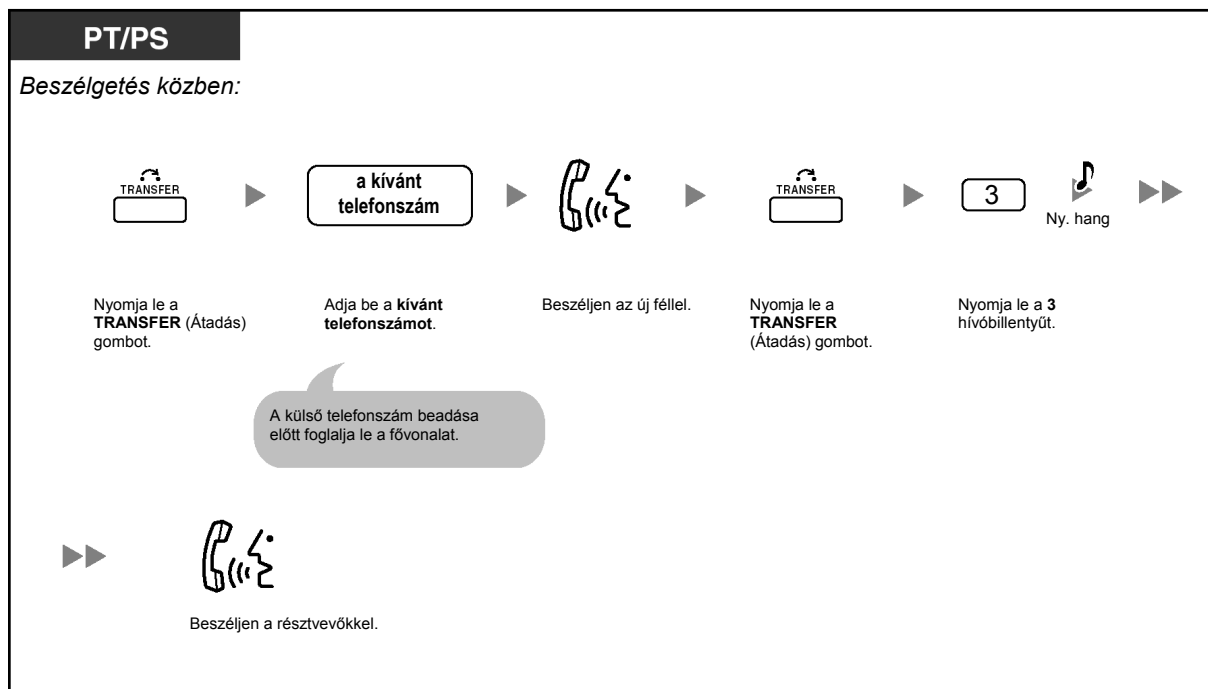 PT/PS
Beszélgetés közben:
TRANSFER
a kívánt
telefonszám
TRANSFER
3
Ny. hang
Nyomja le a
TRANSFER (Átadás)
gombot.
Adja be a kívánt
telefonszámot.
Beszéljen az új féllel.
Nyomja le a
TRANSFER
(Átadás) gombot.
Nyomja le a 3
hívóbillentyűt.
A külső telefonszám beadása
előtt foglalja le a fővonalat.
Beszéljen a résztvevőkkel.